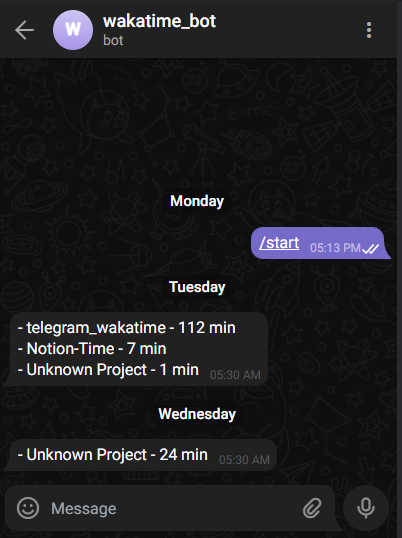 W
wakatime_bot
bot
E=mc²
Monday
/start 05:13 PM
Tuesday
- telegram_wakatime - 112 min
- Notion-Time - 7 min
- Unknown Project - 1 min 05:30 AM
Wednesday
- Unknown Project - 24 min 05:30 AM
Message